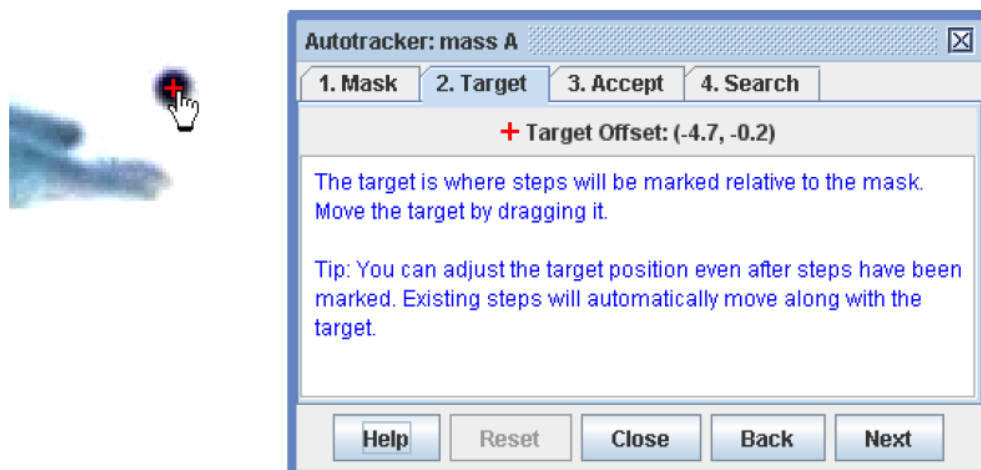 Autotracker: mass A
1. Mask 2. Target 3. Accept 4. Search
+ Target Offset: (-4.7, -0.2)
The target is where steps will be marked relative to the mask.
Move the target by dragging it.
Tip: You can adjust the target position even after steps have been
marked. Existing steps will automatically move along with the
target.
Help Reset Close Back Next